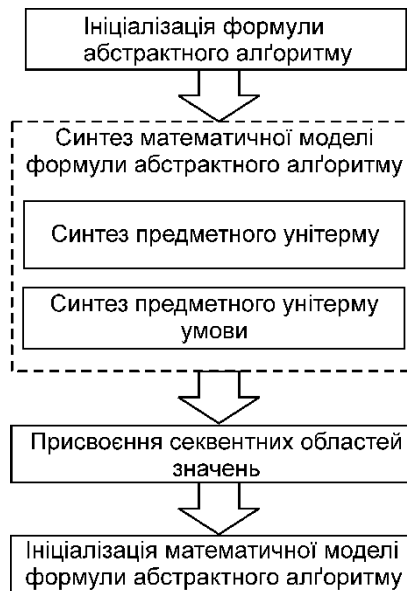 Ініціалізація формули
абстрактного алґоритму
Синтез математичної моделі
формули абстрактного алґоритму
Синтез предметного унітерму
Синтез предметного унітерму
умови
Присвоєння секвентних областей
значень
Ініціалізація математичної моделі
формули абстрактного алґоритму